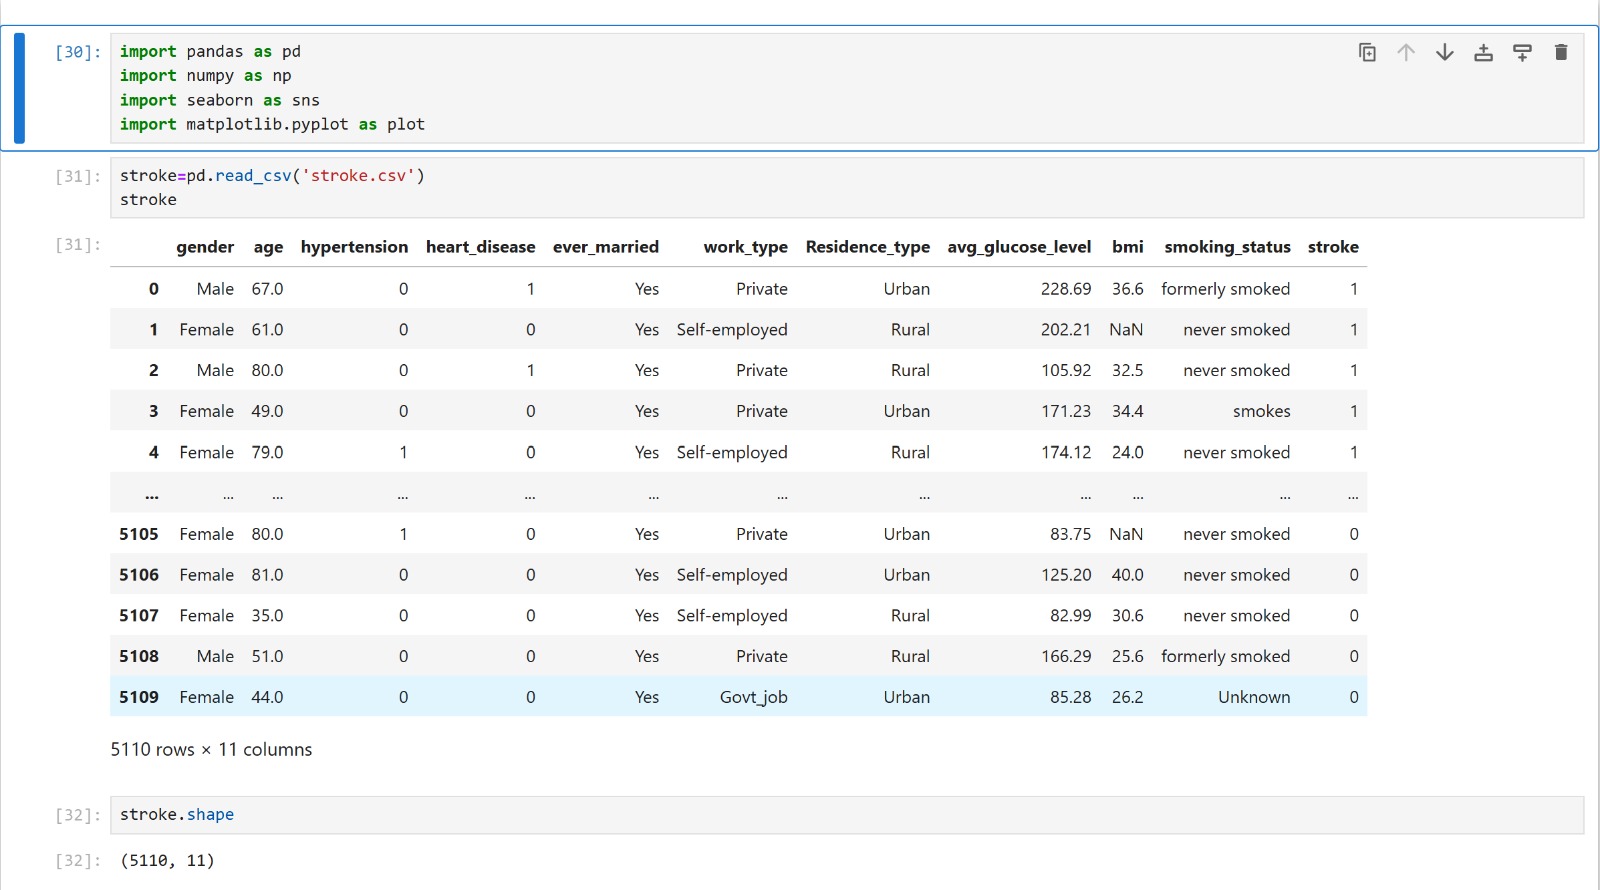 [30]: import pandas as pd
import numpy as np
import seaborn as sns
import matplotlib.pyplot as plot
[31]: stroke=pd.read_csv('stroke.csv')
stroke
[31]: gender age hypertension heart_disease ever_married work_type Residence_type avg_glucose_level bmi smoking_status stroke
0 Male 67.0 0 1 Yes Private Urban 228.69 36.6 formerly smoked 1
1 Female 61.0 0 0 Yes Self-employed Rural 202.21 NaN never smoked 1
2 Male 80.0 0 1 Yes Private Rural 105.92 32.5 never smoked 1
3 Female 49.0 0 0 Yes Private Urban 171.23 34.4 smokes 1
4 Female 79.0 1 0 Yes Self-employed Rural 174.12 24.0 never smoked 1
... ... ... ... ... ... ... ... ... ... ... ...
5105 Female 80.0 1 0 Yes Private Urban 83.75 NaN never smoked 0
5106 Female 81.0 0 0 Yes Self-employed Urban 125.20 40.0 never smoked 0
5107 Female 35.0 0 0 Yes Self-employed Rural 82.99 30.6 never smoked 0
5108 Male 51.0 0 0 Yes Private Rural 166.29 25.6 formerly smoked 0
5109 Female 44.0 0 0 Yes Govt_job Urban 85.28 26.2 Unknown 0
5110 rows × 11 columns
[32]: stroke.shape
[32]: (5110, 11)